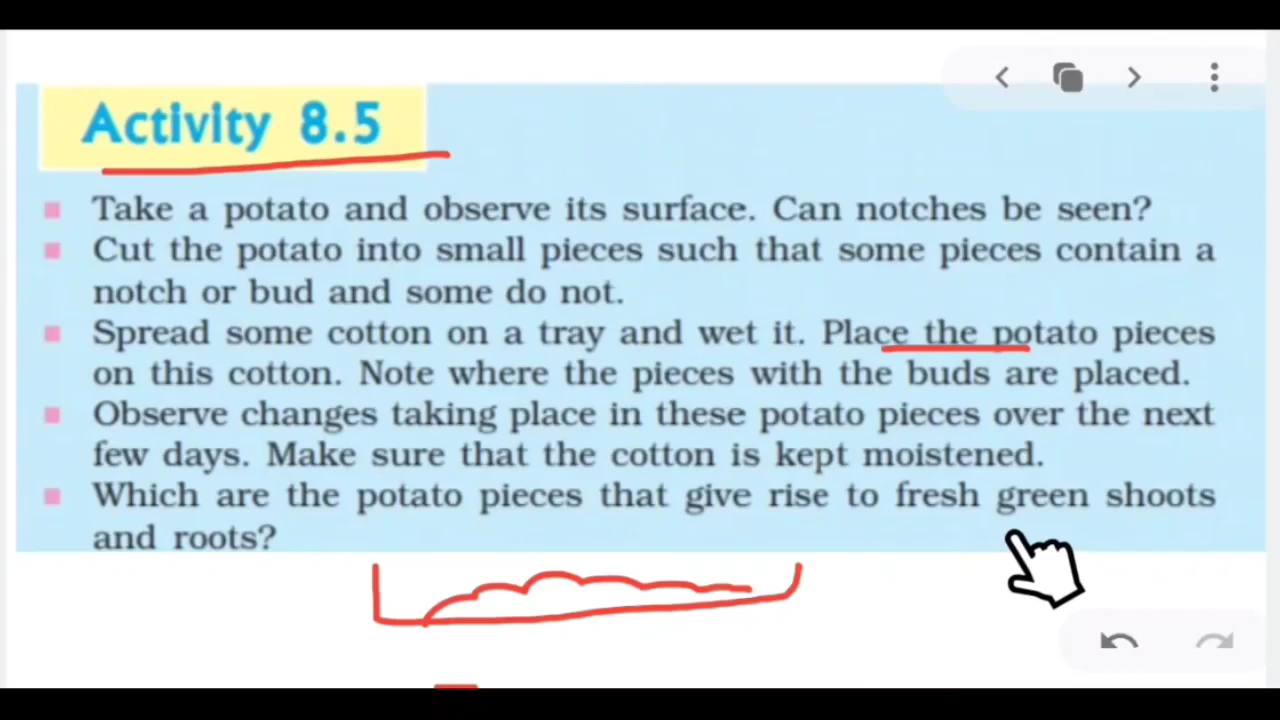 Activity 8.5
Take a potato and observe its surface. Can notches be seen?
Cut the potato into small pieces such that some pieces contain a
notch or bud and some do not.
Spread some cotton on a tray and wet it. Place the potato pieces
on this cotton. Note where the pieces with the buds are placed.
Observe changes taking place in these potato pieces over the next
few days. Make sure that the cotton is kept moistened.
Which are the potato pieces that give rise to fresh green shoots
and roots?